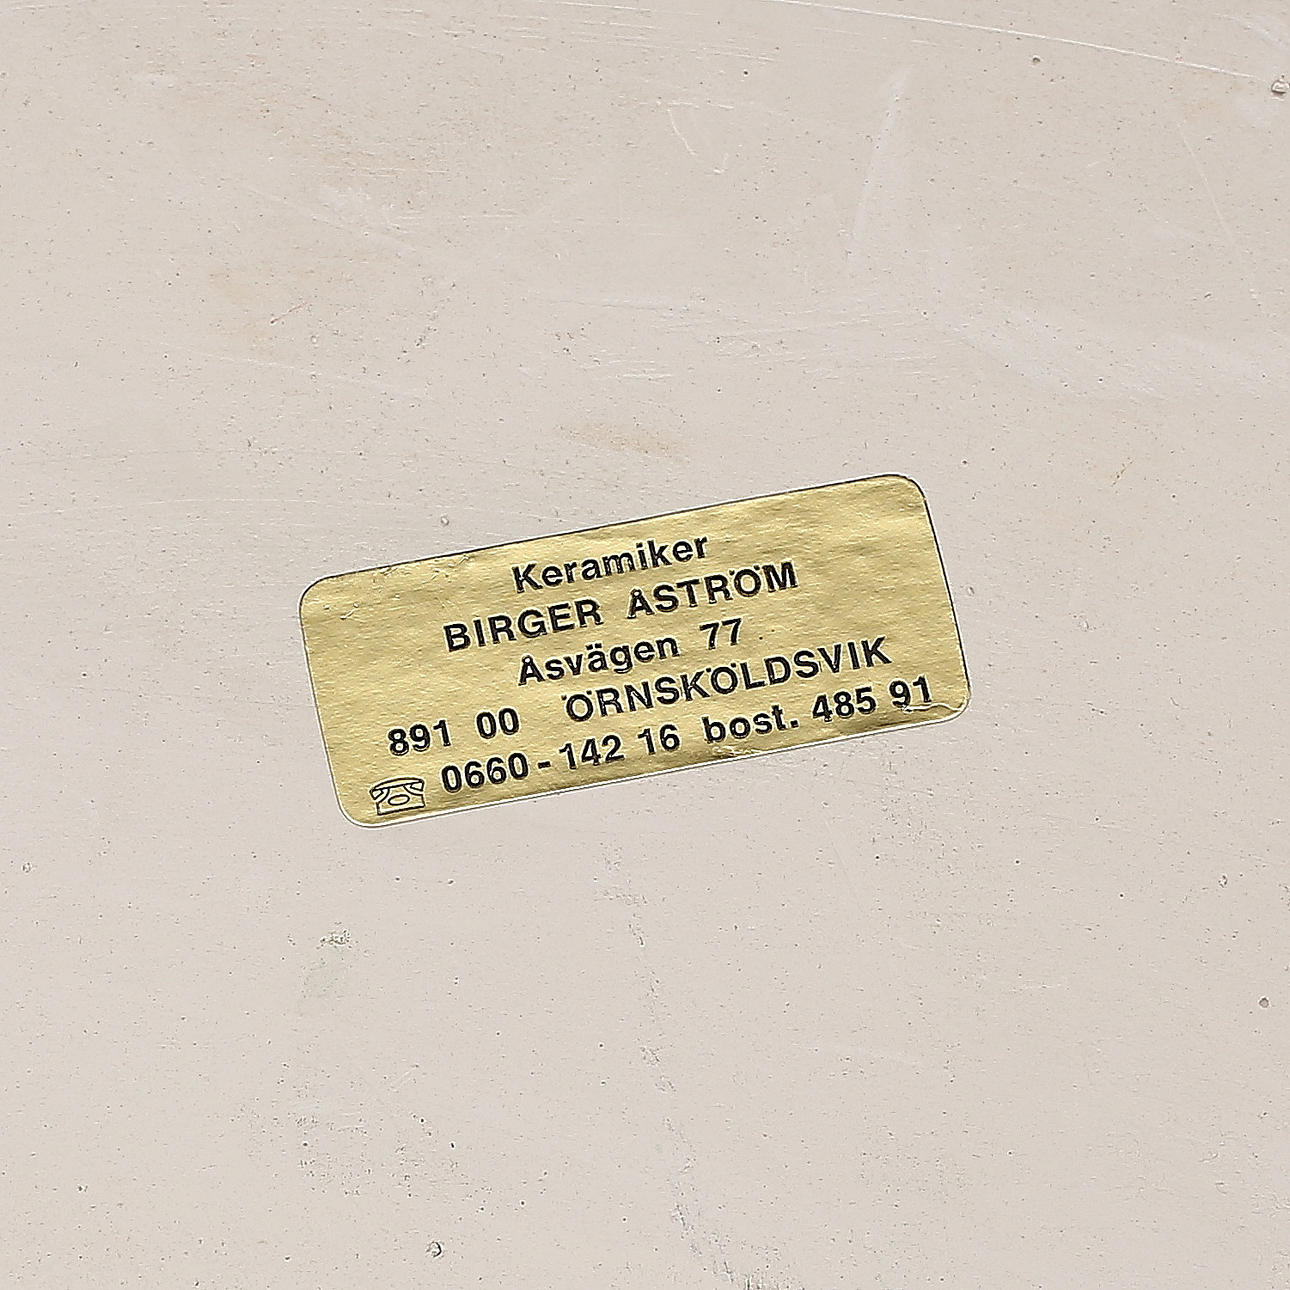 Keramiker
BIRGER ÅSTRÖM
Åsvägen 77
891 00 ÖRNSKÖLDSVIK
0660-142 16 bost. 485 91